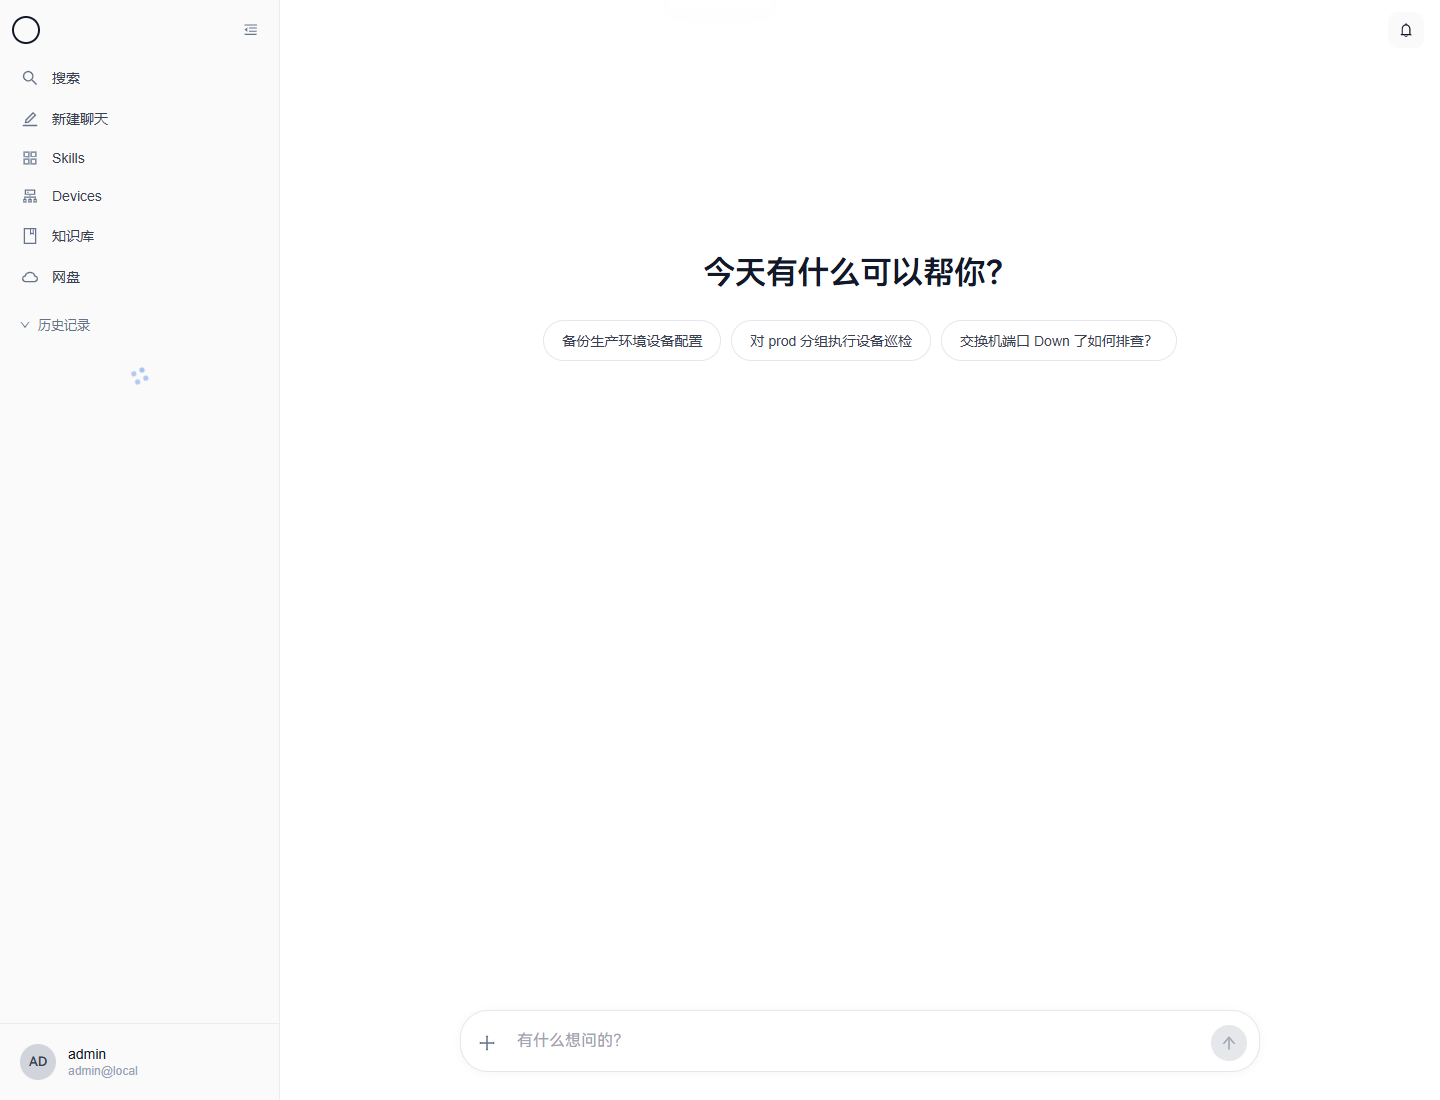 搜索
新建聊天
Skills
Devices
知识库
网盘
历史记录
今天有什么可以帮你？
备份生产环境设备配置
对 prod 分组执行设备巡检
交换机端口 Down 了如何排查？
有什么想问的？
AD
admin
admin@local